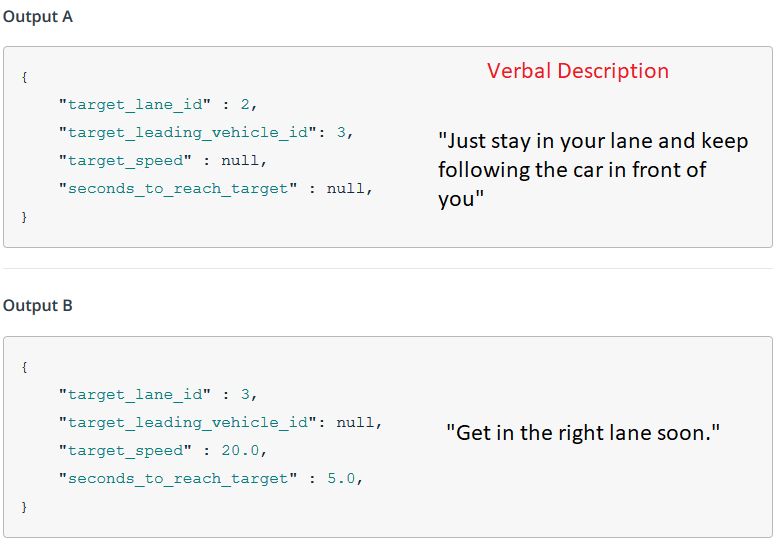 Output A
Verbal Description
{
"target_lane_id" : 2,
"target_leading_vehicle_id": 3,
"target_speed" : null,
"seconds_to_reach_target" : null,
}
"Just stay in your lane and keep
following the car in front of
you"
Output B
{
"target_lane_id" : 3,
"target_leading_vehicle_id": null,
"target_speed" : 20.0,
"seconds_to_reach_target" : 5.0,
}
"Get in the right lane soon."